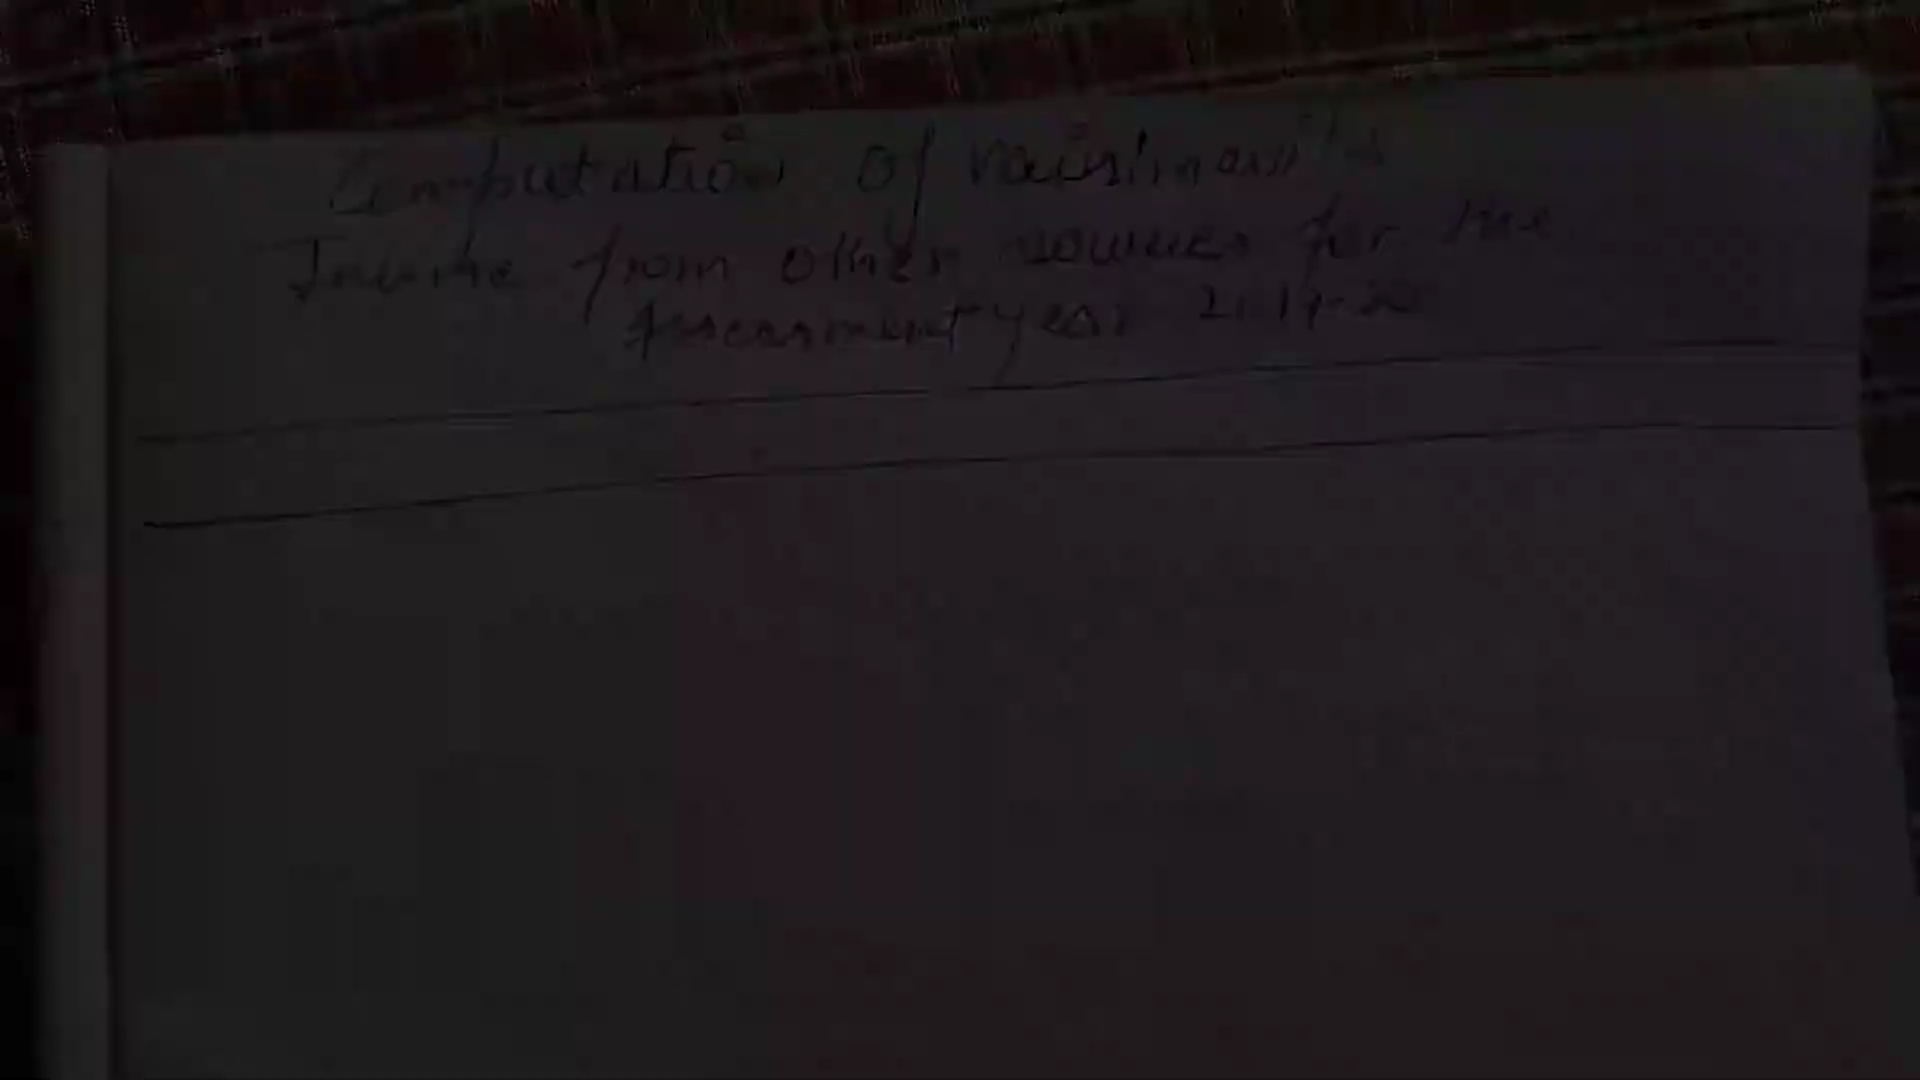 Computation of
Income from other sources for the
Assessment year 2019-20